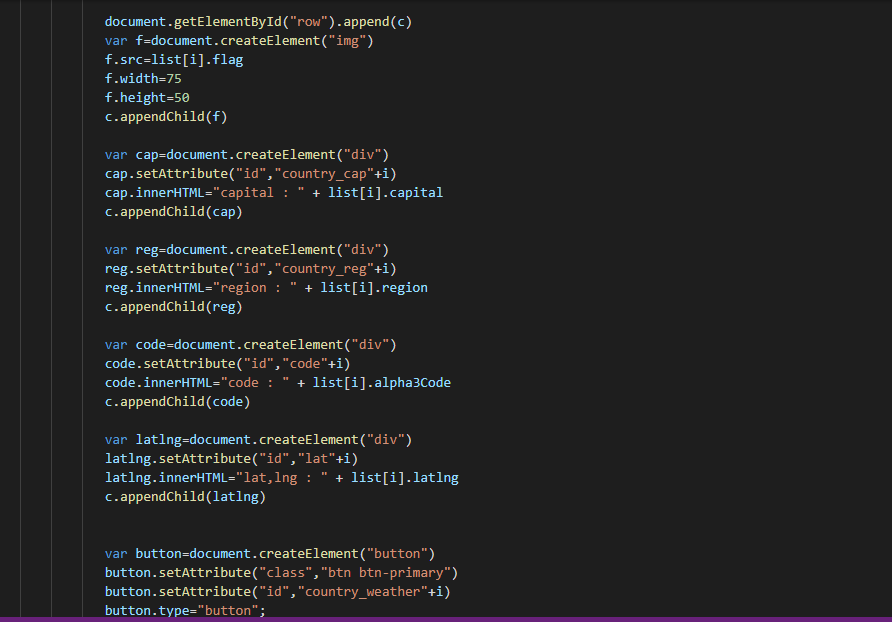 document.getElementById("row").append(c)
var f=document.createElement("img")
f.src=list[i].flag
f.width=75
f.height=50
c.appendChild(f)
var cap=document.createElement("div")
cap.setAttribute("id","country_cap"+i)
cap.innerHTML="capital : " + list[i].capital
c.appendChild(cap)
var reg=document.createElement("div")
reg.setAttribute("id","country_reg"+i)
reg.innerHTML="region : " + list[i].region
c.appendChild(reg)
var code=document.createElement("div")
code.setAttribute("id","code"+i)
code.innerHTML="code : " + list[i].alpha3Code
c.appendChild(code)
var latlng=document.createElement("div")
latlng.setAttribute("id","lat"+i)
latlng.innerHTML="lat,lng : " + list[i].latlng
c.appendChild(latlng)
var button=document.createElement("button")
button.setAttribute("class","btn btn-primary")
button.setAttribute("id","country_weather"+i)
button.type="button";